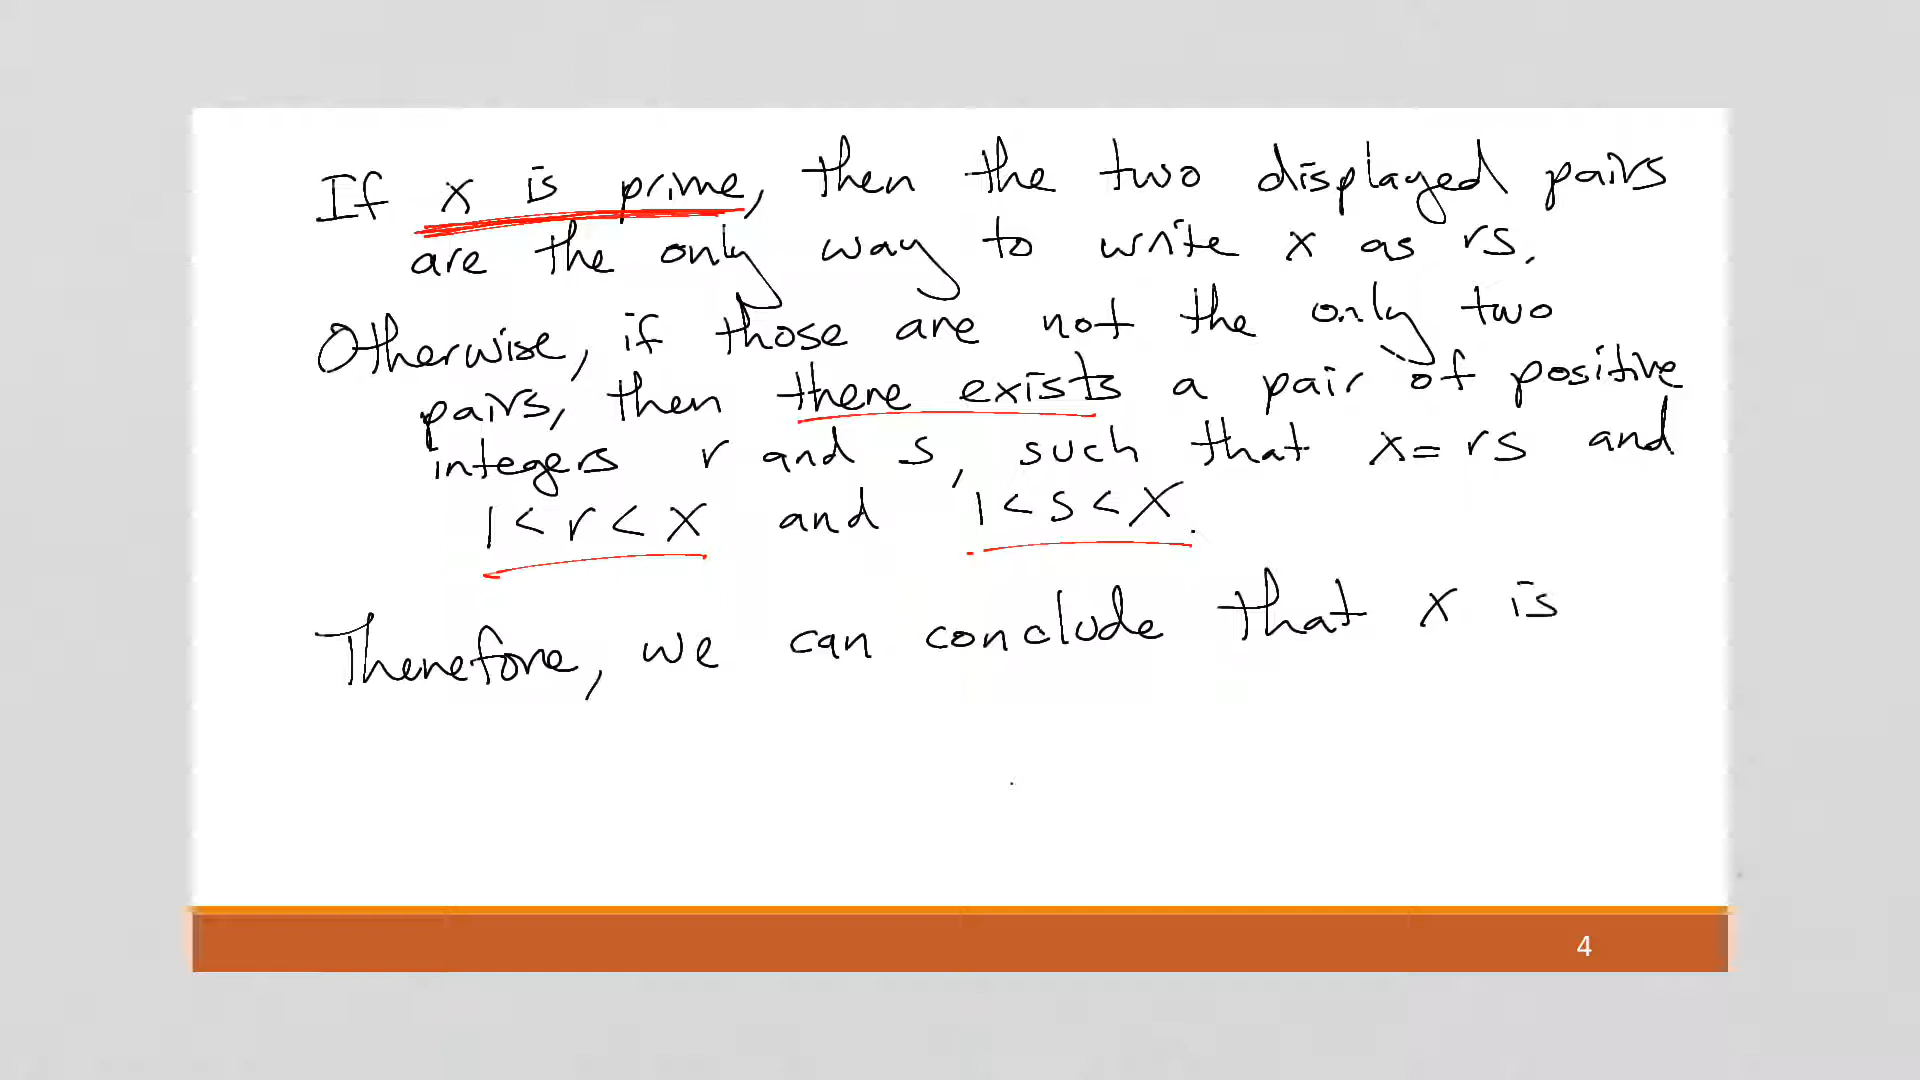 If x is prime, then the two displayed pairs
are the only way to write x as rs.
Otherwise, if those are not the only two
pairs, then there exists a pair of positive
integers r and s, such that x=rs and
1<r<x and 1<s<x.
Therefore, we can conclude that x is
4